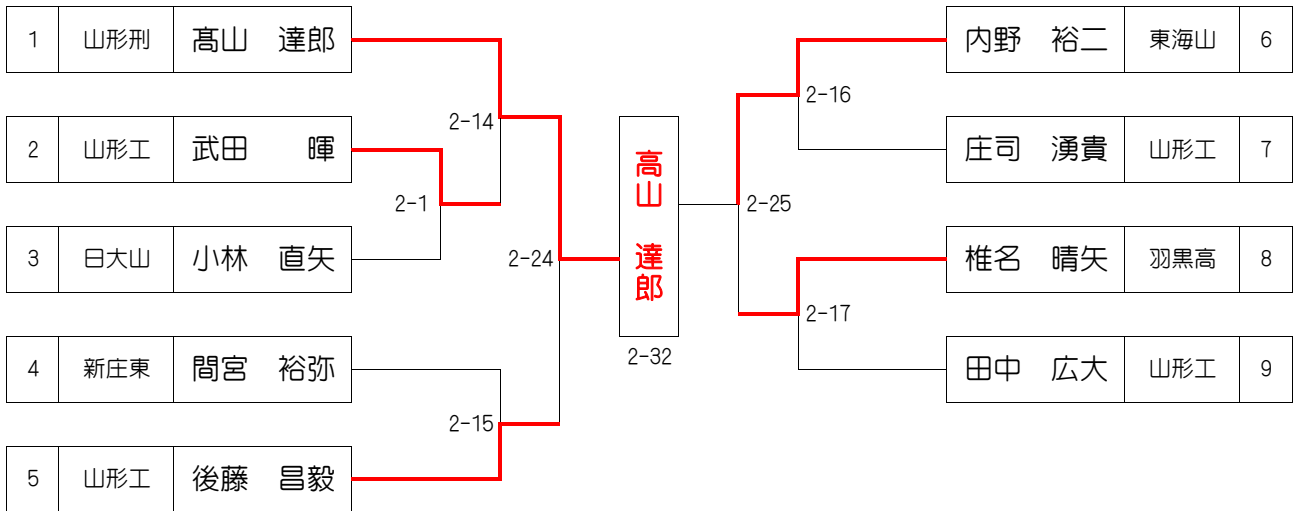 1 山形刑 髙山 達郎
2-14
2 山形工 武田 暉
2-1
3 日大山 小林 直矢
2-24
4 新庄東 間宮 裕弥
2-15
5 山形工 後藤 昌毅
高山 達郎
2-32
内野 裕二 東海山 6
2-16
庄司 湧貴 山形工 7
2-25
椎名 晴矢 羽黒高 8
2-17
田中 広大 山形工 9